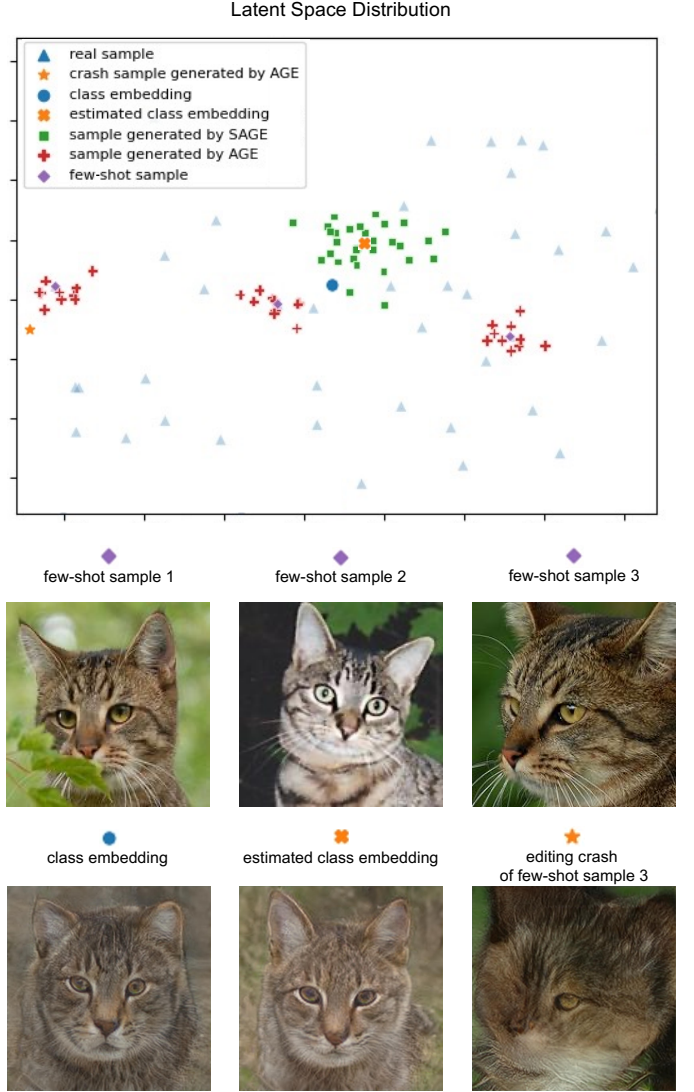 Latent Space Distribution
real sample
crash sample generated by AGE
class embedding
estimated class embedding
sample generated by SAGE
sample generated by AGE
few-shot sample
few-shot sample 1
few-shot sample 2
few-shot sample 3
class embedding
estimated class embedding
editing crash
of few-shot sample 3